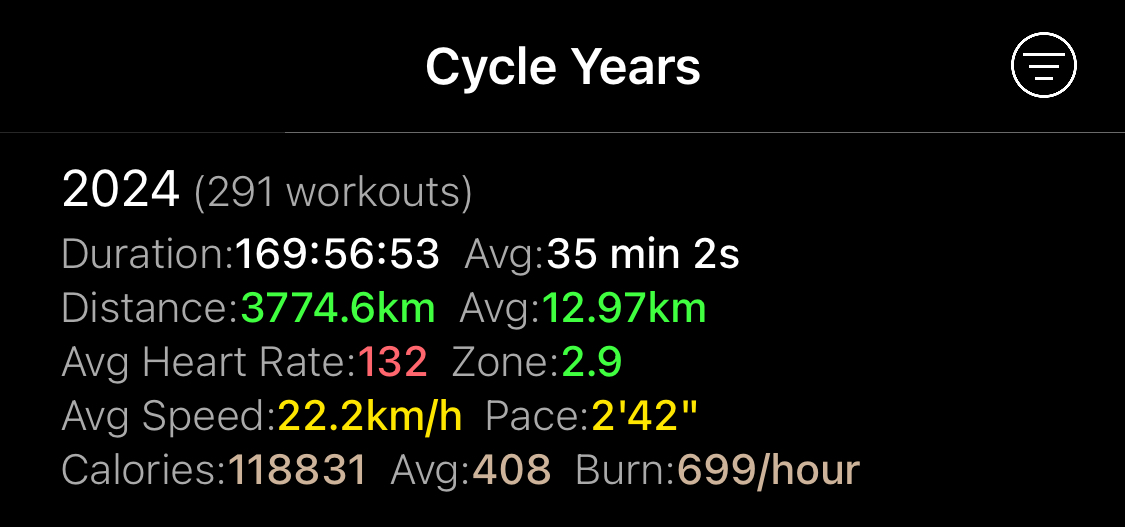 Cycle Years
2024 (291 workouts)
Duration:169:56:53 Avg:35 min 2s
Distance:3774.6km Avg:12.97km
Avg Heart Rate:132 Zone:2.9
Avg Speed:22.2km/h Pace:2'42"
Calories:118831 Avg:408 Burn:699/hour